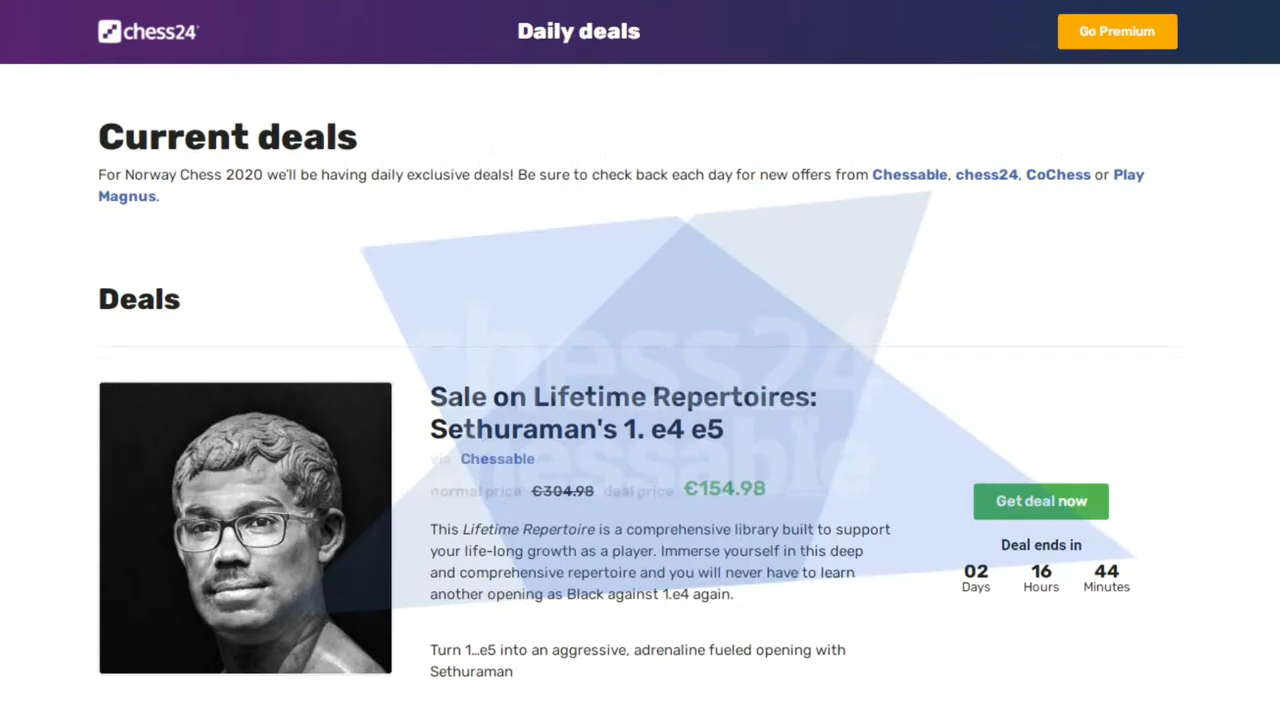 chess24
Daily deals
Go Premium
Current deals
For Norway Chess 2020 we'll be having daily exclusive deals! Be sure to check back each day for new offers from Chessable, chess24, CoChess or Play
Magnus.
Deals
chess24
chessable
Sale on Lifetime Repertoires:
Sethuraman's 1. e4 e5
via Chessable
normal price €304.98 deal price €154.98
This Lifetime Repertoire is a comprehensive library built to support
your life-long growth as a player. Immerse yourself in this deep
and comprehensive repertoire and you will never have to learn
another opening as Black against 1.e4 again.
Turn 1...e5 into an aggressive, adrenaline fueled opening with
Sethuraman
Get deal now
Deal ends in
02 16 44
Days Hours Minutes